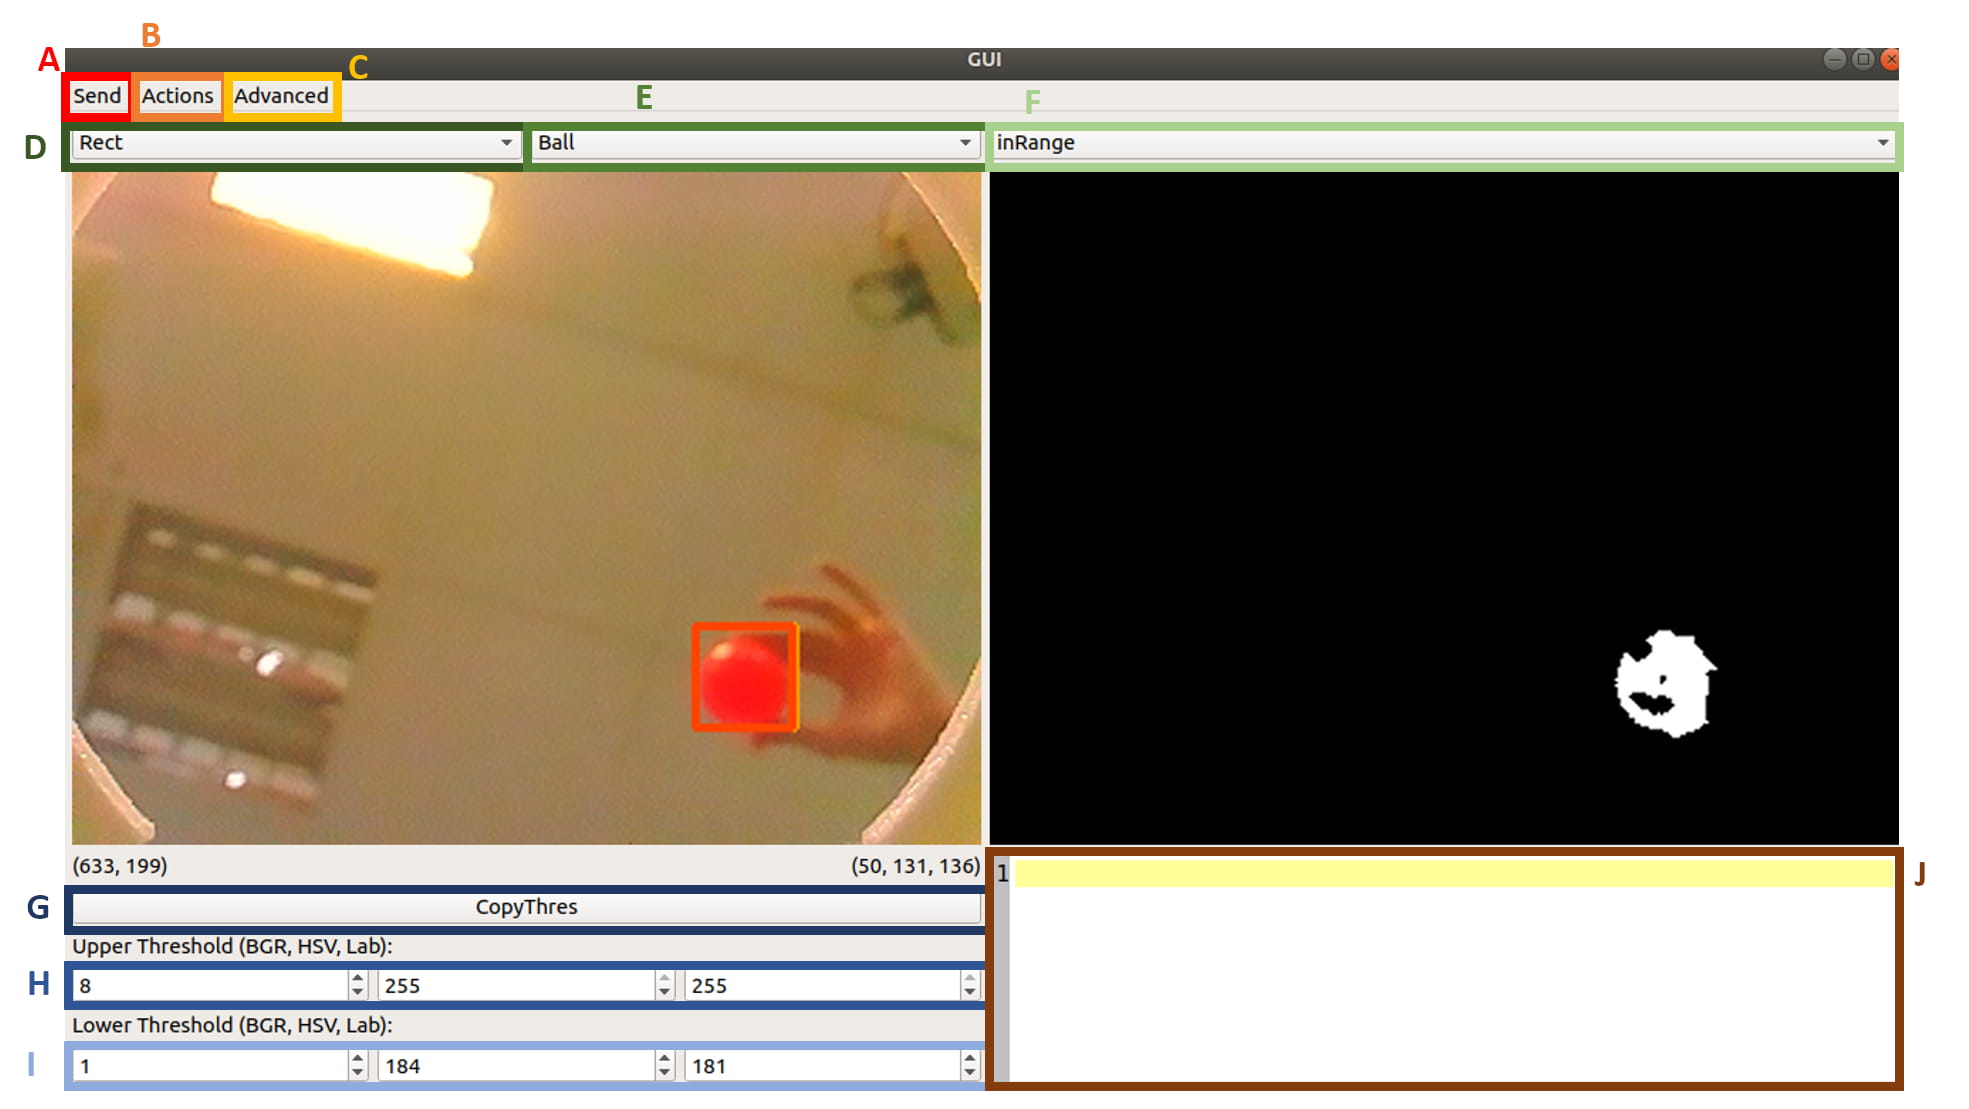 B
A
GUI
C
Send Actions Advanced
E
F
D
Rect Ball inRange
(633, 199) (50, 131, 136)
1
J
G
CopyThres
Upper Threshold (BGR, HSV, Lab):
H
8 255 255
Lower Threshold (BGR, HSV, Lab):
I
1 184 181